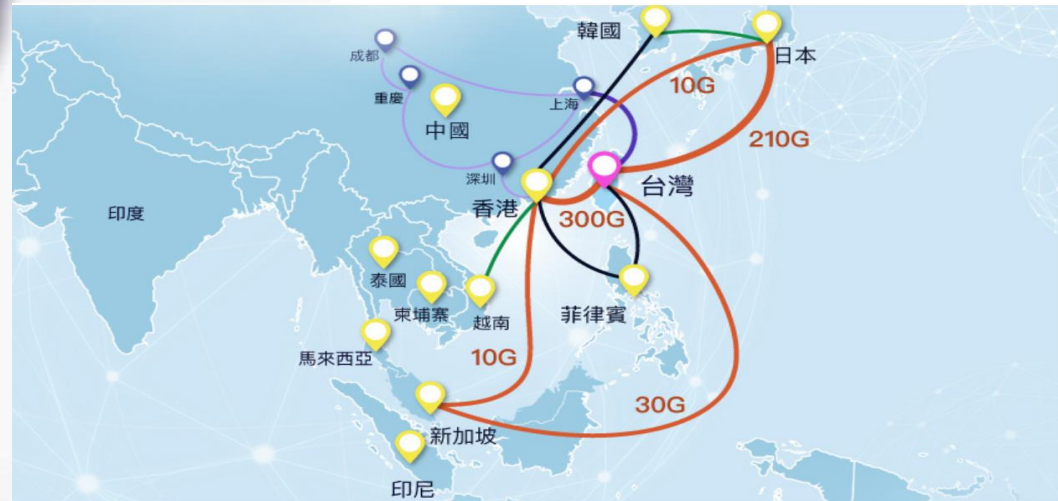 韓國
日本
成都
10G
重慶
上海
中國
210G
深圳
台灣
香港
印度
300G
泰國
柬埔寨
越南
菲律賓
馬來西亞
10G
30G
新加坡
印尼